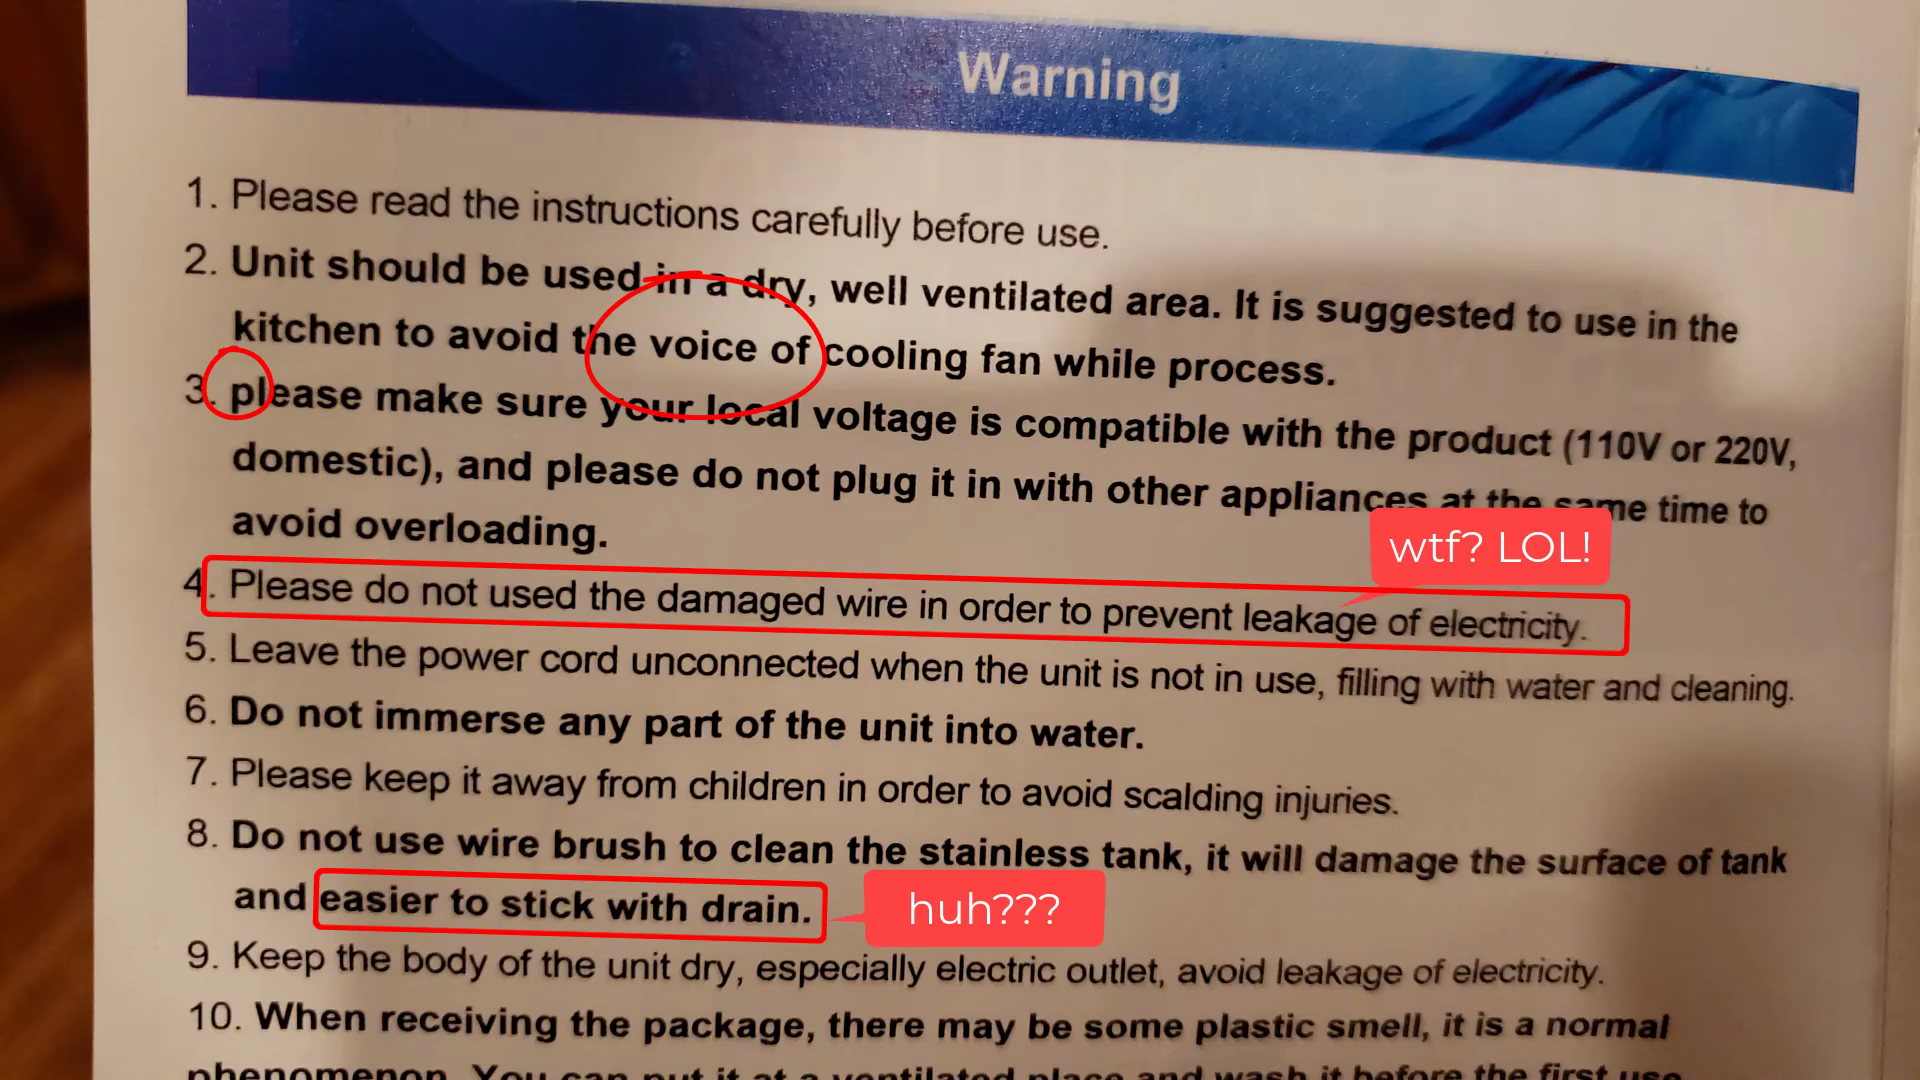 Warning
1. Please read the instructions carefully before use.
2. Unit should be used in a dry, well ventilated area. It is suggested to use in the
kitchen to avoid the voice of cooling fan while process.
3. please make sure your local voltage is compatible with the product (110V or 220V,
domestic), and please do not plug it in with other appliances at the same time to
avoid overloading.
wtf? LOL!
4. Please do not used the damaged wire in order to prevent leakage of electricity.
5. Leave the power cord unconnected when the unit is not in use, filling with water and cleaning.
6. Do not immerse any part of the unit into water.
7. Please keep it away from children in order to avoid scalding injuries.
8. Do not use wire brush to clean the stainless tank, it will damage the surface of tank
and easier to stick with drain.
huh???
9. Keep the body of the unit dry, especially electric outlet, avoid leakage of electricity.
10. When receiving the package, there may be some plastic smell, it is a normal
phenomenon. You can put it at a ventilated place and wash it before the first use